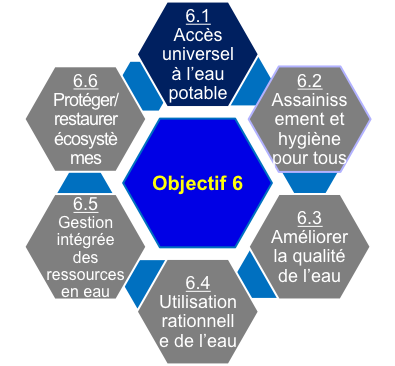 6.1
Accès
universel
à l'eau
potable
6.2
Assainiss
ement et
hygiène
pour tous
6.3
Améliorer
la qualité
de l'eau
6.4
Utilisation
rationnell
e de l'eau
6.5
Gestion
intégrée
des
ressources
en eau
6.6
Protéger/
restaurer
écosystè
mes
Objectif 6